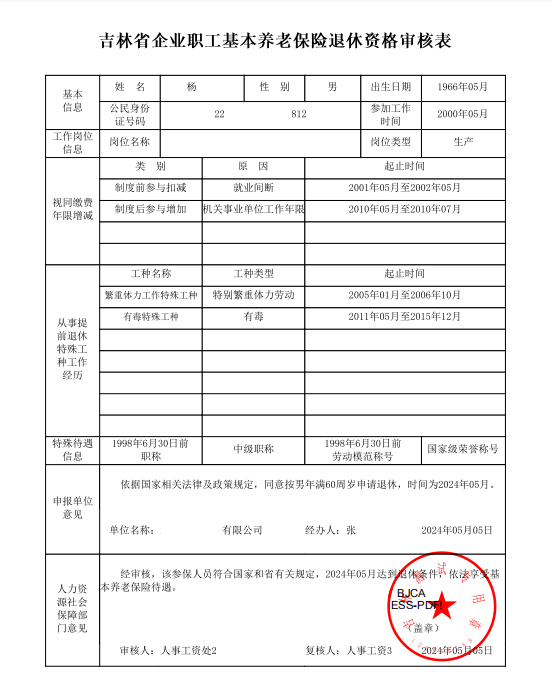 吉林省企业职工基本养老保险退休资格审核表
基本
信息
姓 名 杨 性 别 男 出生日期 1966年05月
公民身份
证号码
22 812
参加工作
时间
2000年05月
工作岗位
信息
岗位名称 岗位类型 生产
视同缴费
年限增减
类 别 原 因 起止时间
制度前参与扣减 就业间断 2001年05月至2002年05月
制度后参与增加 机关事业单位工作年限 2010年05月至2010年07月
从事提
前退休
特殊工
种工作
经历
工种名称 工种类型 起止时间
繁重体力工作特殊工种 特别繁重体力劳动 2005年01月至2006年10月
有毒特殊工种 有毒 2011年05月至2015年12月
特殊待遇
信息
1998年6月30日前
职称
中级职称
1998年6月30日前
劳动模范称号
国家级荣誉称号
申报单位
意见
依据国家相关法律及政策规定，同意按男年满60周岁申请退休，时间为2024年05月。
单位名称： 有限公司 经办人：张 2024年05月05日
人力资
源社会
保障部
门意见
经审核，该参保人员符合国家和省有关规定，2024年05月达到退休条件，依法享受基
本养老保险待遇。
BJCA
ESS-PDF!
（盖章）
审核人：人事工资处2 复核人：人事工资3 2024年05月05日